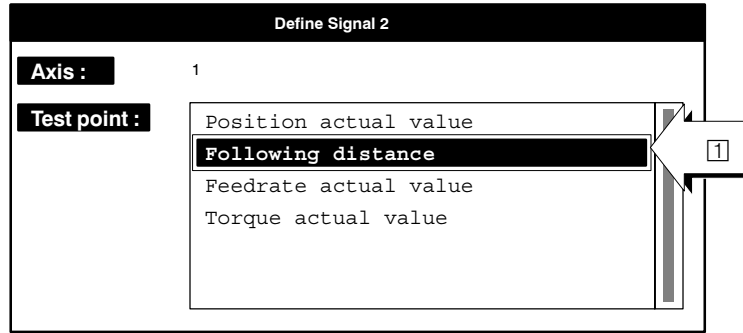 Define Signal 2
Axis : 1
Test point :
Position actual value
Following distance
1
Feedrate actual value
Torque actual value